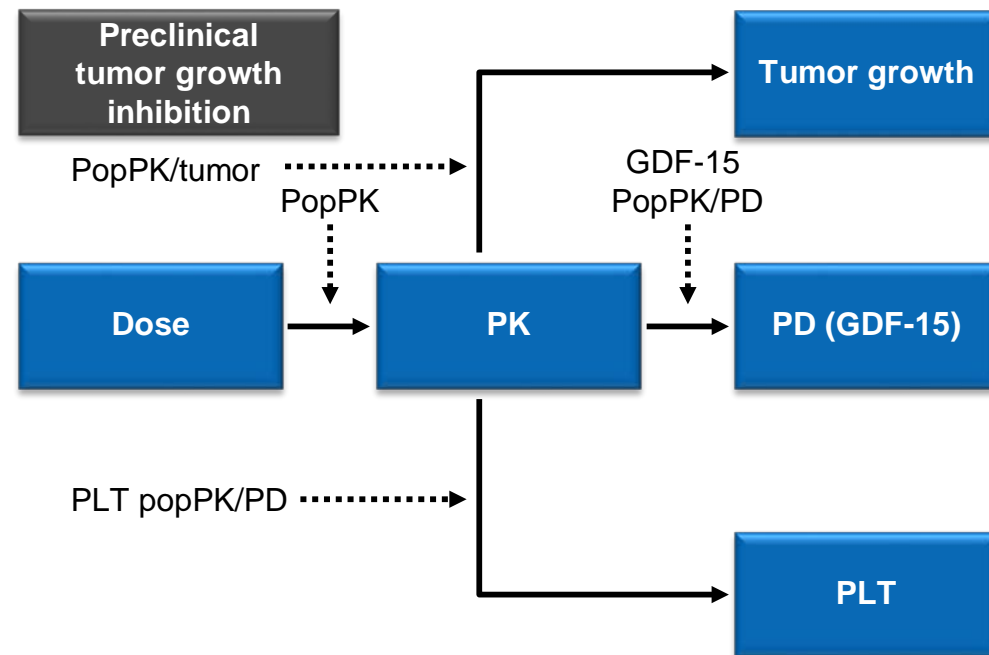 Preclinical
tumor growth
inhibition
Tumor growth
PopPK/tumor
PopPK
GDF-15
PopPK/PD
Dose
PK
PD (GDF-15)
PLT popPK/PD
PLT